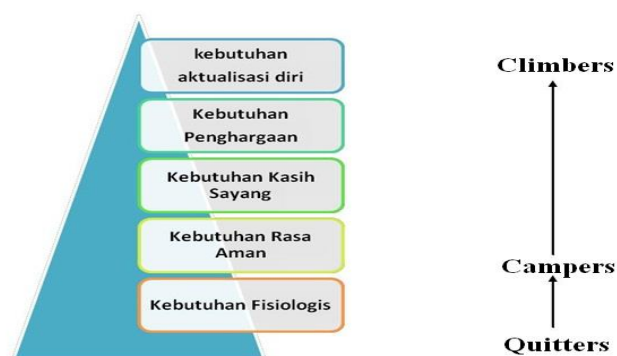 kebutuhan
aktualisasi diri
Kebutuhan
Penghargaan
Kebutuhan Kasih
Sayang
Kebutuhan Rasa
Aman
Kebutuhan Fisiologis
Climbers
Campers
Quitters